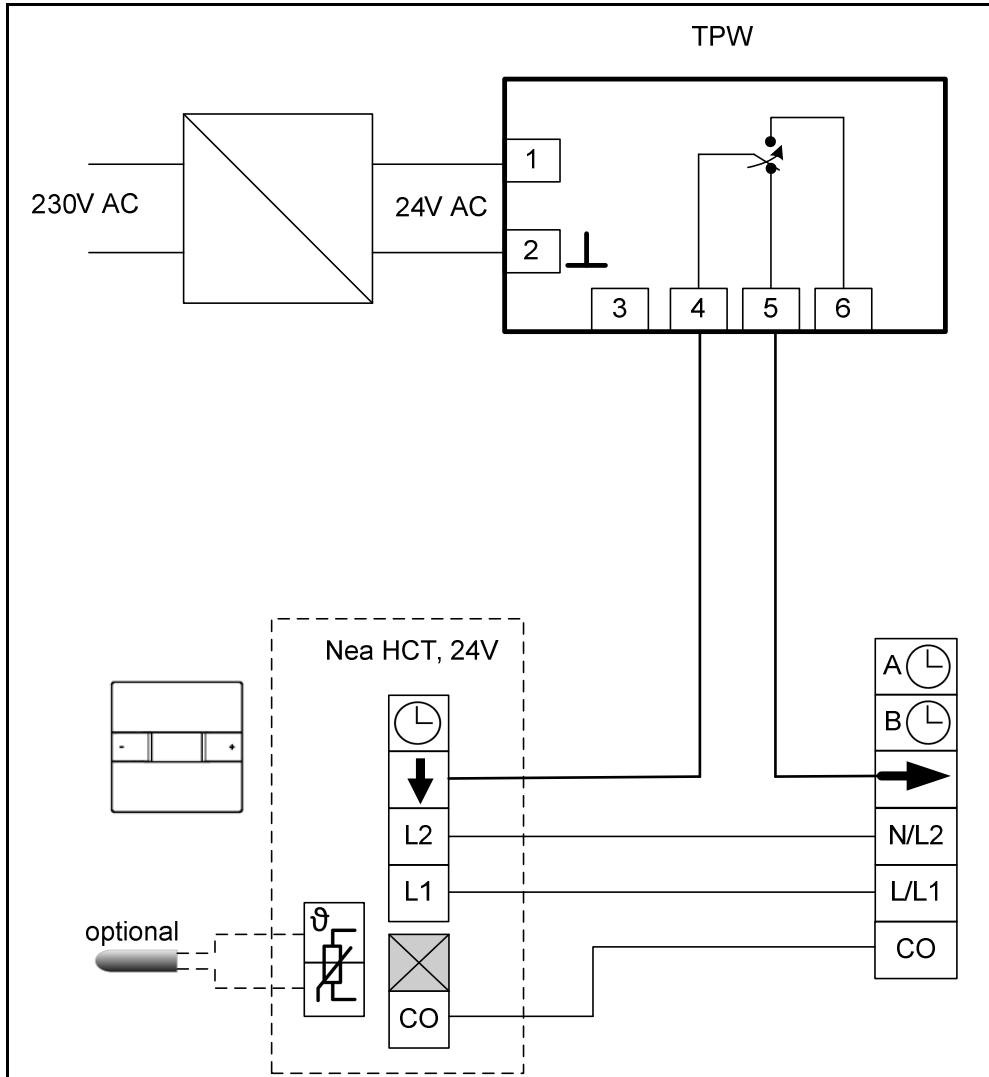 TPW
1
230V AC
24V AC
2
3 4 5 6
Nea HCT, 24V
A
B
- +
L2
N/L2
L1
L/L1
ϑ
optional
CO
CO